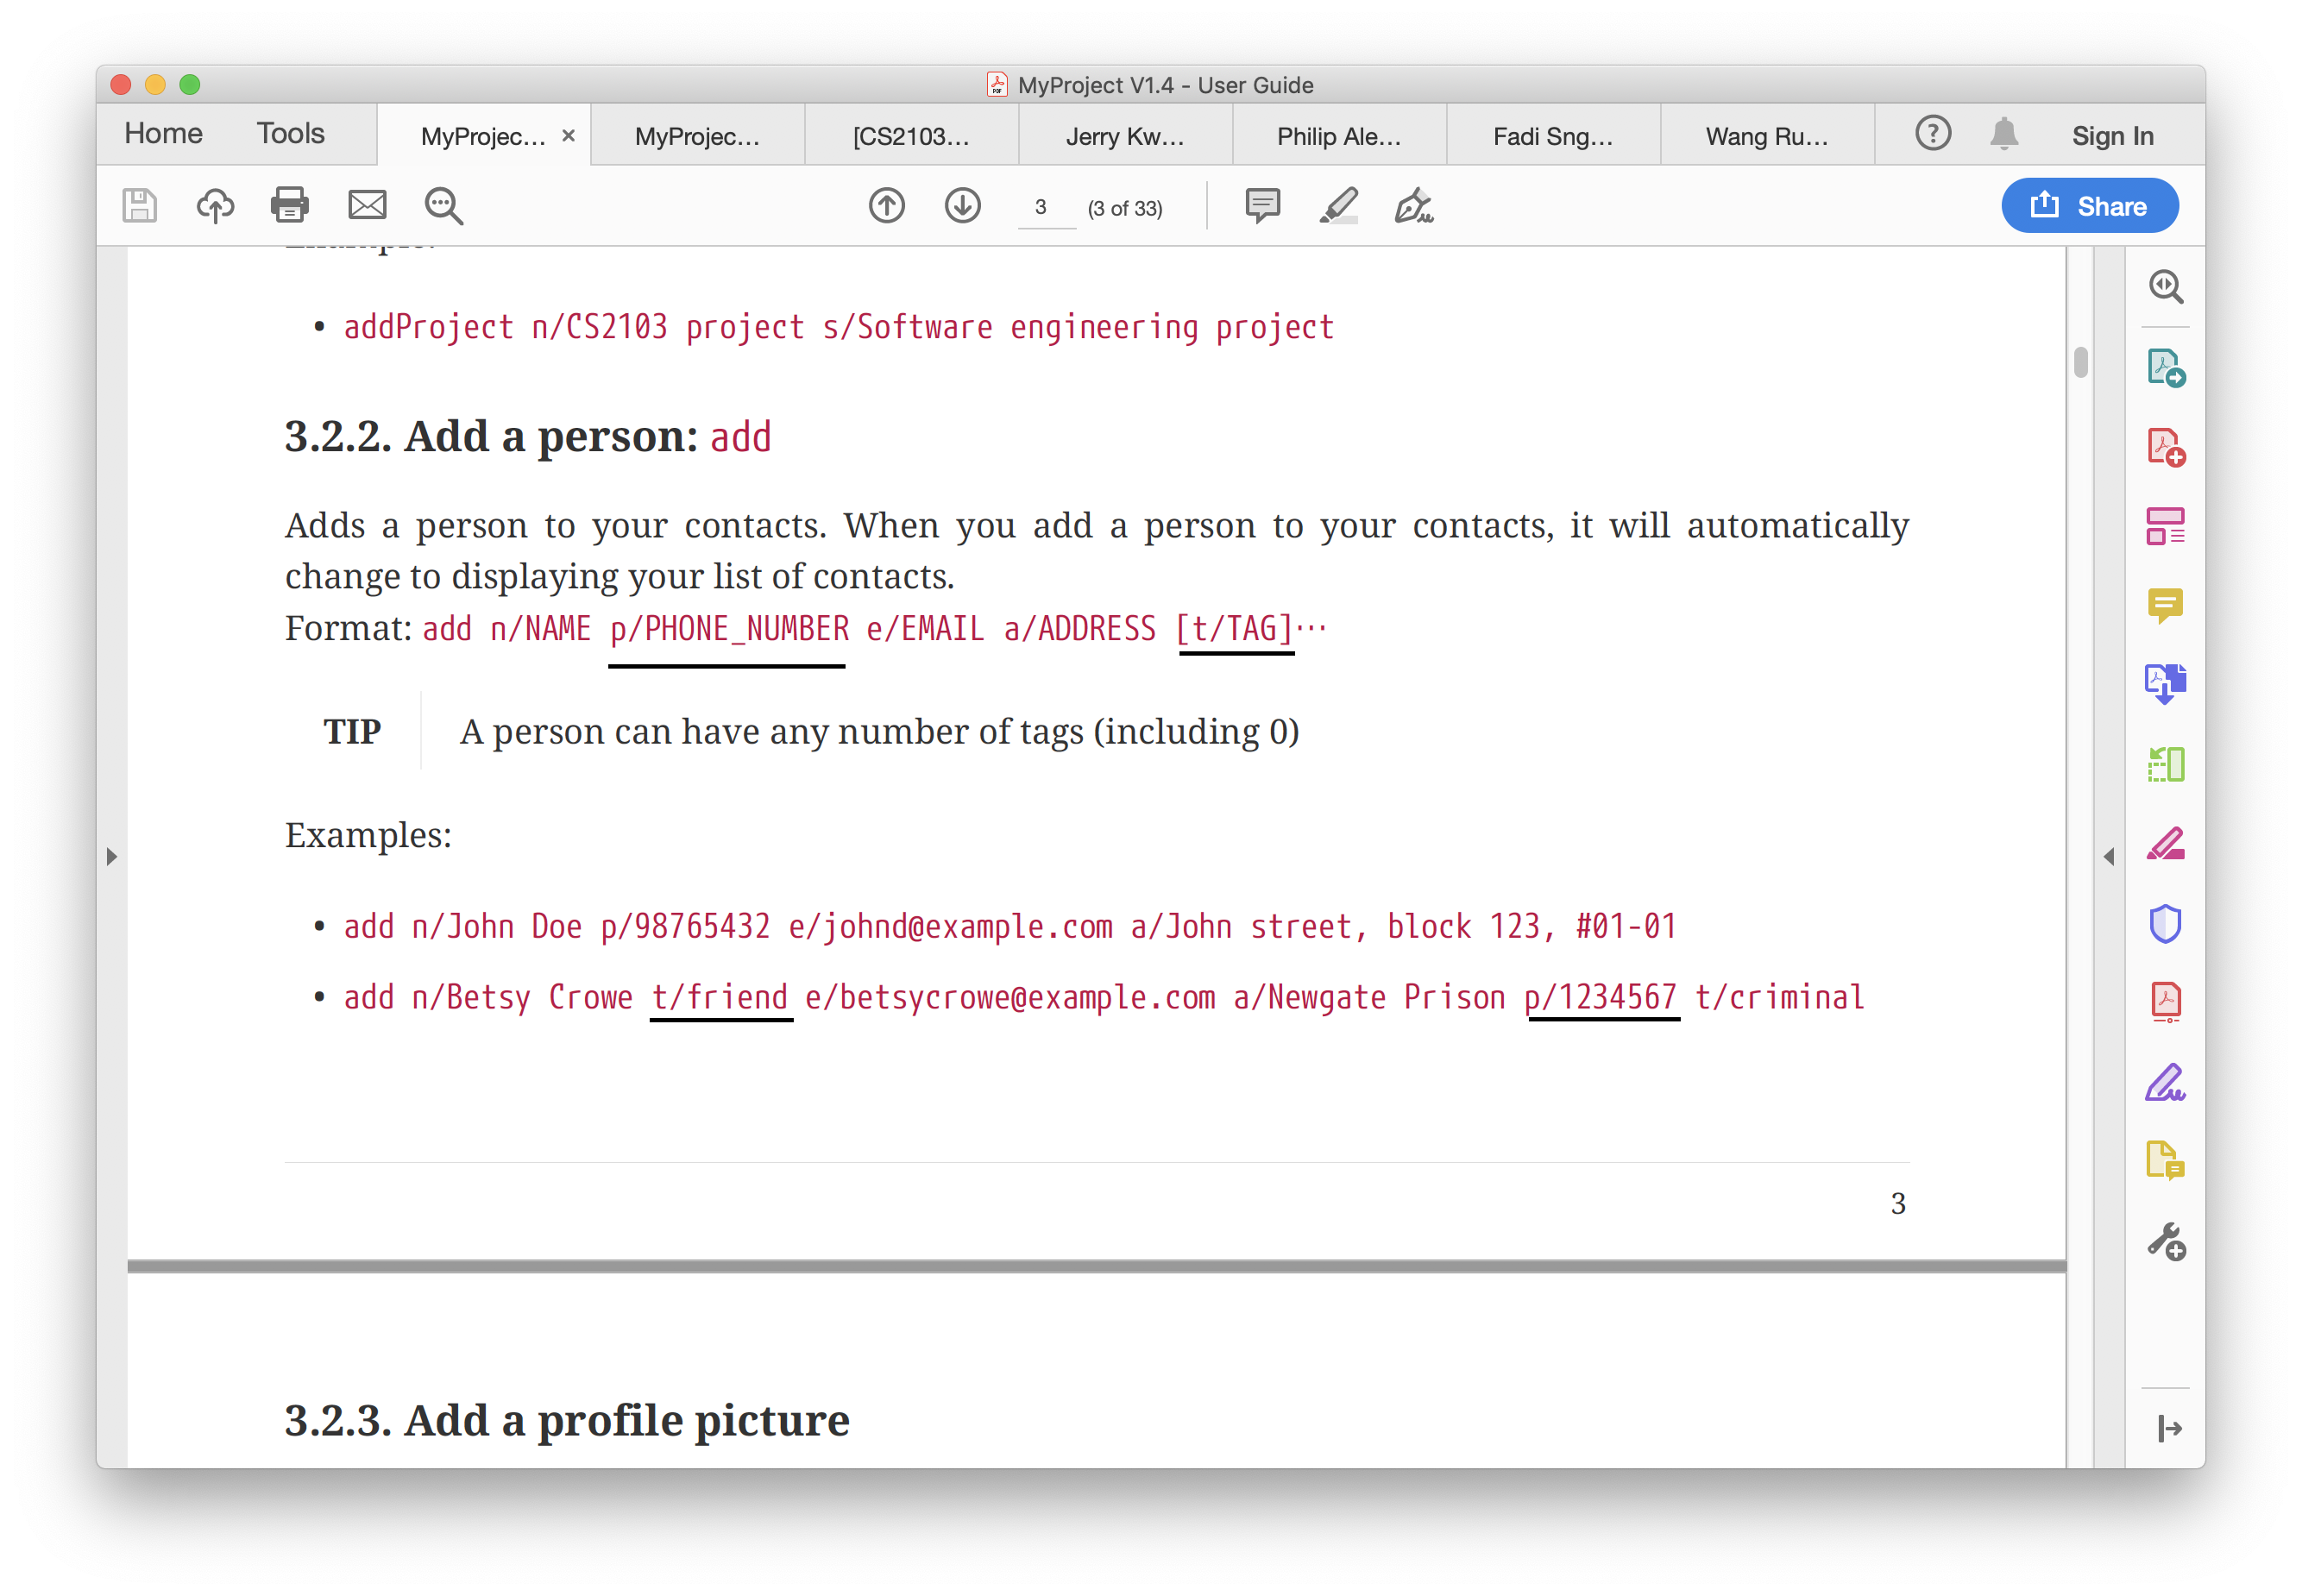 MyProject V1.4 - User Guide
Home Tools MyProjec... × MyProjec... [CS2103... Jerry Kw... Philip Ale... Fadi Sng... Wang Ru... ? Sign In
3 (3 of 33) Share
Example:
• addProject n/CS2103 project s/Software engineering project
3.2.2. Add a person: add
Adds a person to your contacts. When you add a person to your contacts, it will automatically
change to displaying your list of contacts.
Format: add n/NAME p/PHONE_NUMBER e/EMAIL a/ADDRESS [t/TAG]…
TIP A person can have any number of tags (including 0)
Examples:
• add n/John Doe p/98765432 e/johnd@example.com a/John street, block 123, #01-01
• add n/Betsy Crowe t/friend e/betsycrowe@example.com a/Newgate Prison p/1234567 t/criminal
3
3.2.3. Add a profile picture